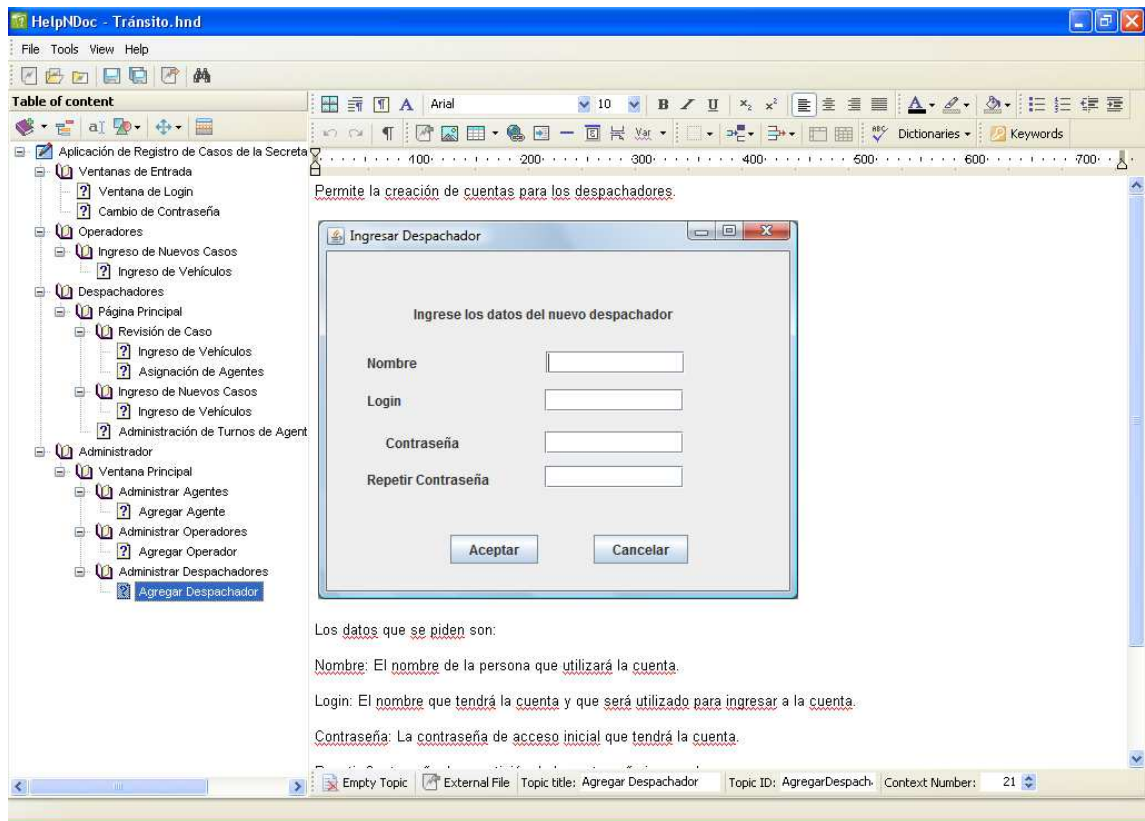 HelpNDoc - Tránsito.hnd
File Tools View Help
Table of content
Arial 10 B I U x₂ x²
Var ABC Dictionaries Keywords
100 200 300 400 500 600 700
Aplicación de Registro de Casos de la Secreta
Ventanas de Entrada
Ventana de Login
Cambio de Contraseña
Operadores
Ingreso de Nuevos Casos
Ingreso de Vehículos
Despachadores
Página Principal
Revisión de Caso
Ingreso de Vehículos
Asignación de Agentes
Ingreso de Nuevos Casos
Ingreso de Vehículos
Administración de Turnos de Agent
Administrador
Ventana Principal
Administrar Agentes
Agregar Agente
Administrar Operadores
Agregar Operador
Administrar Despachadores
Agregar Despachador
Permite la creación de cuentas para los despachadores.
Ingresar Despachador
Ingrese los datos del nuevo despachador
Nombre
Login
Contraseña
Repetir Contraseña
Aceptar Cancelar
Los datos que se piden son:
Nombre: El nombre de la persona que utilizará la cuenta.
Login: El nombre que tendrá la cuenta y que será utilizado para ingresar a la cuenta.
Contraseña: La contraseña de acceso inicial que tendrá la cuenta.
Empty Topic External File Topic title: Agregar Despachador Topic ID: AgregarDespach Context Number: 21